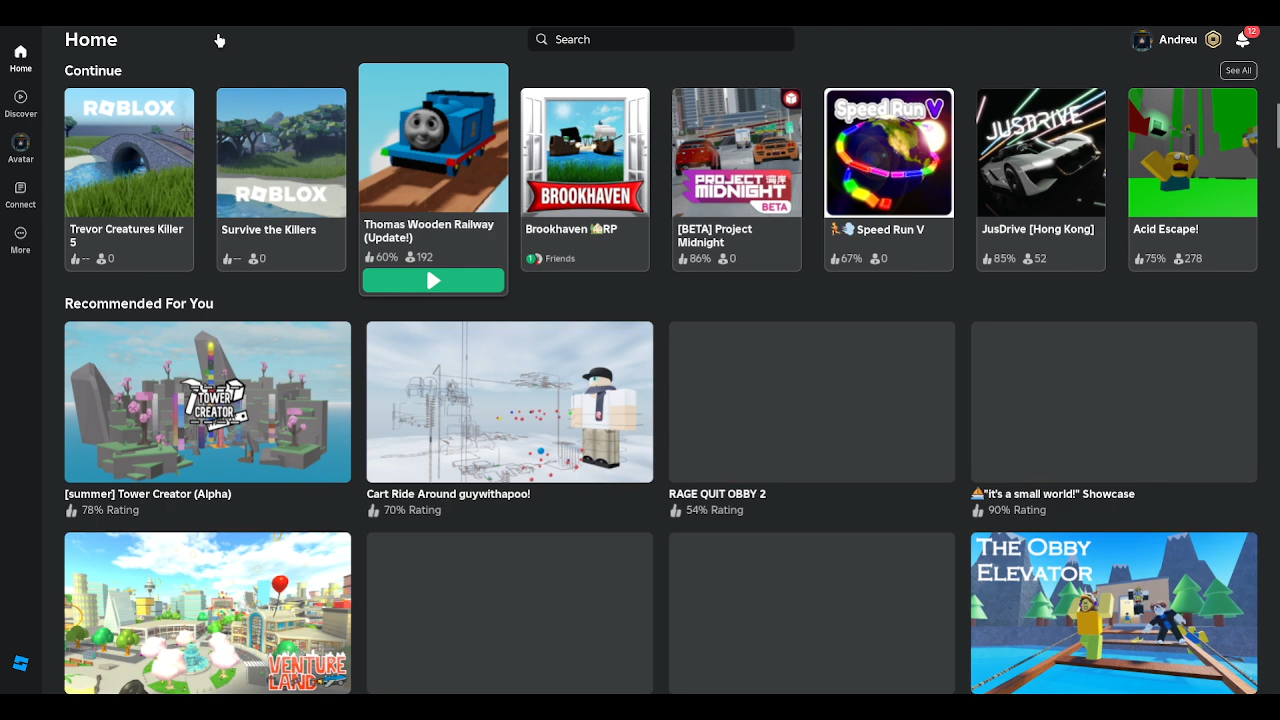 Home
Search
Andreu
12
Home
Discover
Avatar
Connect
More
Continue
See All
ROBLOX
Trevor Creatures Killer
5
--
0
ROBLOX
Survive the Killers
--
0
Thomas Wooden Railway
(Update!)
60%
192
BROOKHAVEN
Brookhaven 🏡RP
1
Friends
PROJECT
MIDNIGHT
海岸
BETA
[BETA] Project
Midnight
86%
0
Speed Run V
🏃💨 Speed Run V
67%
0
JUSDRIVE
JusDrive [Hong Kong]
85%
52
Acid Escape!
75%
278
Recommended For You
TOWER
CREATOR
[summer] Tower Creator (Alpha)
78% Rating
Cart Ride Around guywithapoo!
70% Rating
RAGE QUIT OBBY 2
54% Rating
⛵"it's a small world!" Showcase
90% Rating
VENTURE
LAND
THE OBBY
ELEVATOR